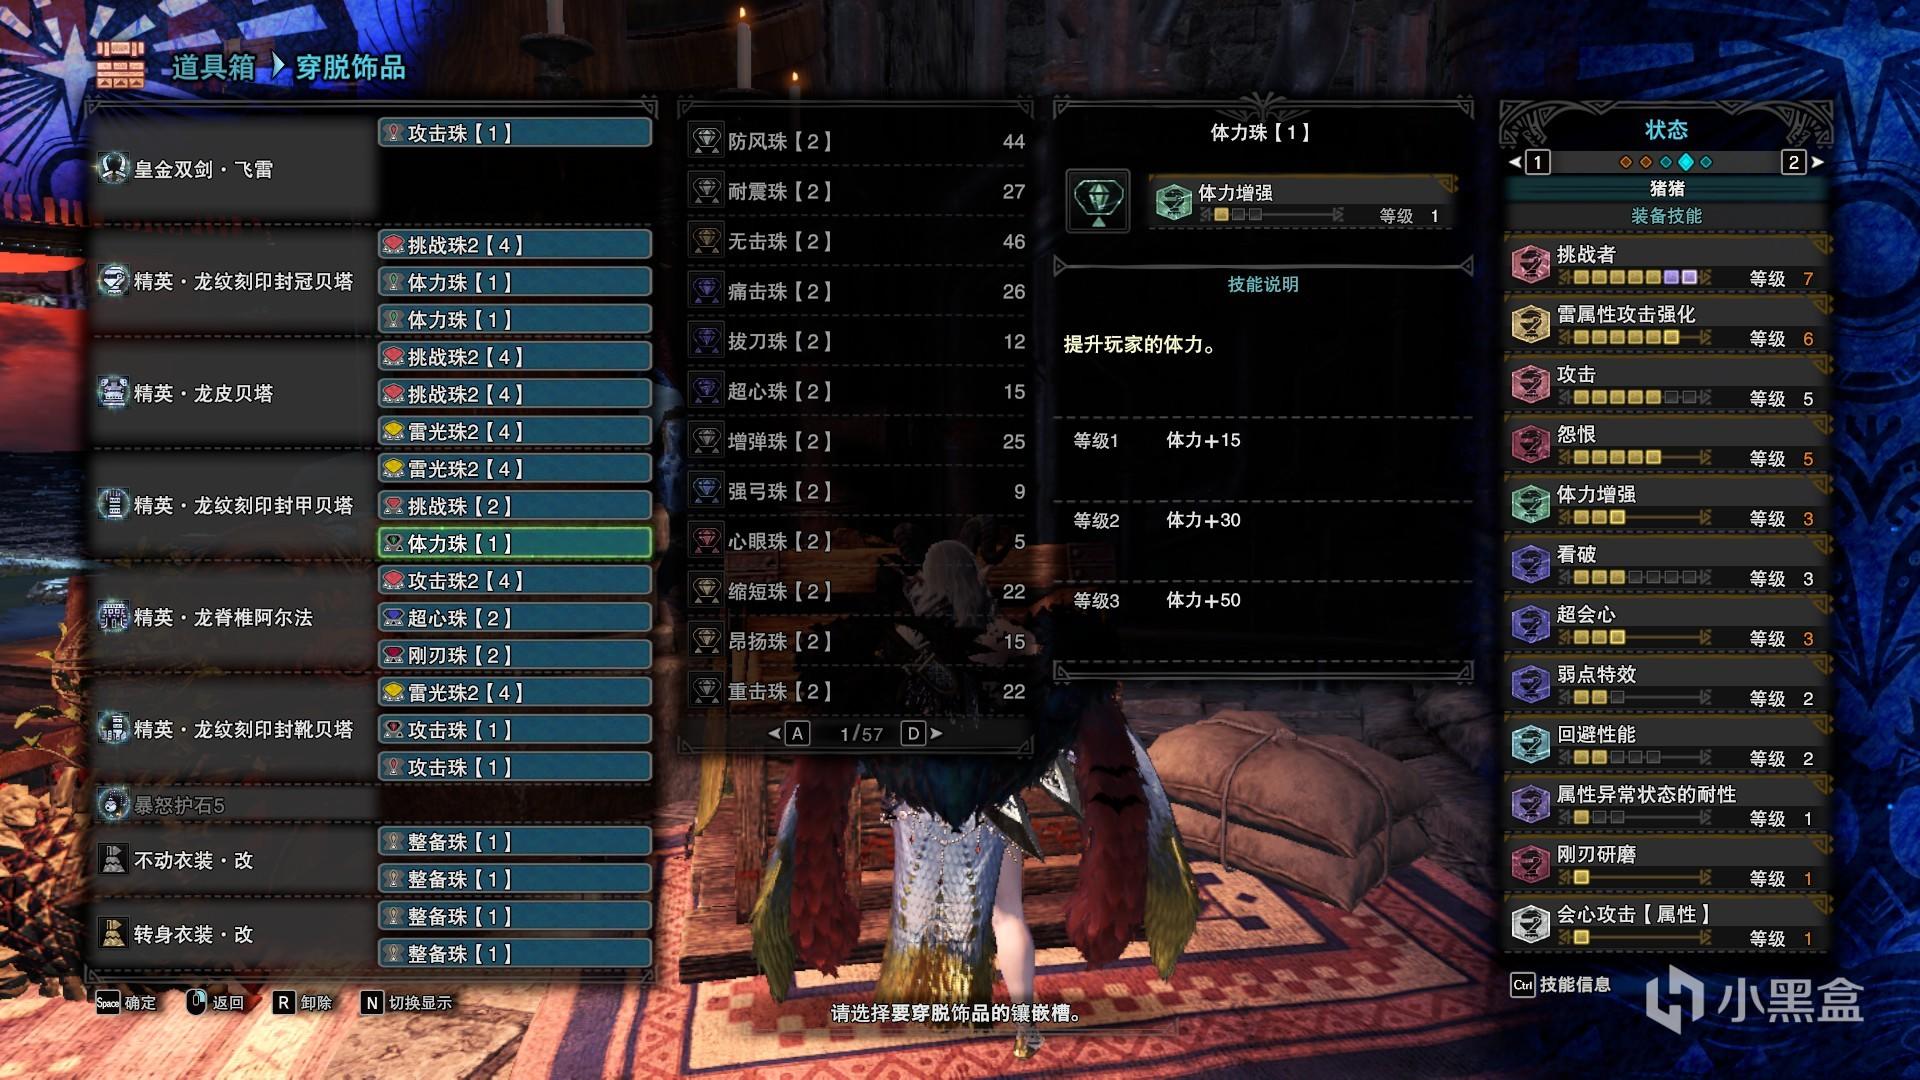 道具箱 穿脱饰品
皇金双剑・飞雷
攻击珠【1】
精英・龙纹刻印封冠贝塔
挑战珠2【4】
体力珠【1】
体力珠【1】
精英・龙皮贝塔
挑战珠2【4】
挑战珠2【4】
雷光珠2【4】
精英・龙纹刻印封甲贝塔
雷光珠2【4】
挑战珠【2】
体力珠【1】
精英・龙脊椎阿尔法
攻击珠2【4】
超心珠【2】
刚刃珠【2】
精英・龙纹刻印封靴贝塔
雷光珠2【4】
攻击珠【1】
攻击珠【1】
暴怒护石5
不动衣装・改
整备珠【1】
整备珠【1】
转身衣装・改
整备珠【1】
整备珠【1】
防风珠【2】 44
耐震珠【2】 27
无击珠【2】 46
痛击珠【2】 26
拔刀珠【2】 12
超心珠【2】 15
增弹珠【2】 25
强弓珠【2】 9
心眼珠【2】 5
缩短珠【2】 22
昂扬珠【2】 15
重击珠【2】 22
A 1/57 D
体力珠【1】
体力增强
等级 1
技能说明
提升玩家的体力。
等级1 体力+15
等级2 体力+30
等级3 体力+50
状态
1 2
猪猪
装备技能
挑战者
等级 7
雷属性攻击强化
等级 6
攻击
等级 5
怨恨
等级 5
体力增强
等级 3
看破
等级 3
超会心
等级 3
弱点特效
等级 2
回避性能
等级 2
属性异常状态的耐性
等级 1
刚刃研磨
等级 1
会心攻击【属性】
等级 1
Ctrl 技能信息
Space 确定 返回 R 卸除 N 切换显示
请选择要穿脱饰品的镶嵌槽。
小黑盒